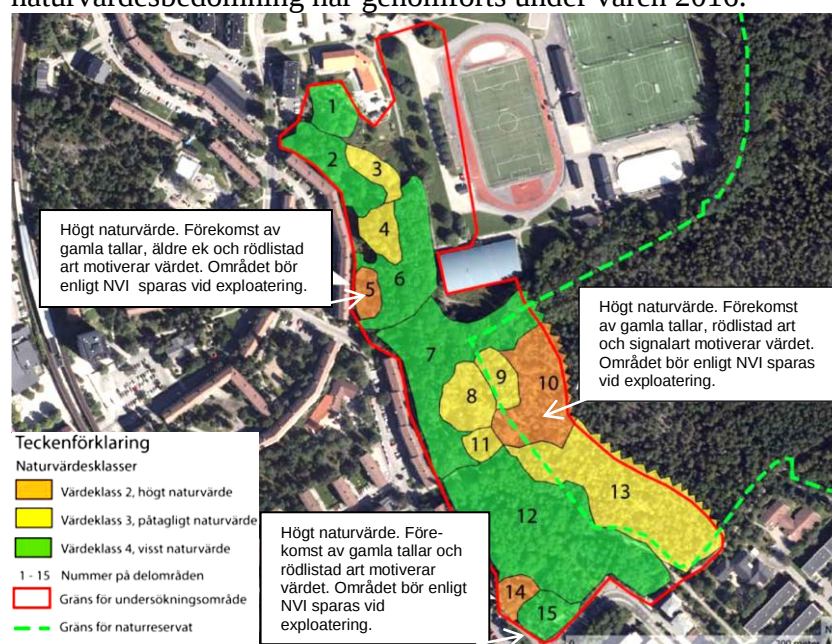 naturvärdesbedömning har genomförts under våren 2016.
1
2
3
4
Högt naturvärde. Förekomst av
gamla tallar, äldre ek och rödlistad
art motiverar värdet. Området bör
enligt NVI sparas vid exploatering.
5
6
Högt naturvärde. Förekomst
av gamla tallar, rödlistad art
och signalart motiverar värdet.
Området bör enligt NVI sparas
vid exploatering.
7
8
9
10
11
12
13
Teckenförklaring
Naturvärdesklasser
Värdeklass 2, högt naturvärde
Värdeklass 3, påtagligt naturvärde
Värdeklass 4, visst naturvärde
1 - 15 Nummer på delområden
Gräns för undersökningsområde
Gräns för naturreservat
Högt naturvärde. Före-
komst av gamla tallar och
rödlistad art motiverar
värdet. Området bör enligt
NVI sparas vid
exploatering.
14
15
0
200 meter